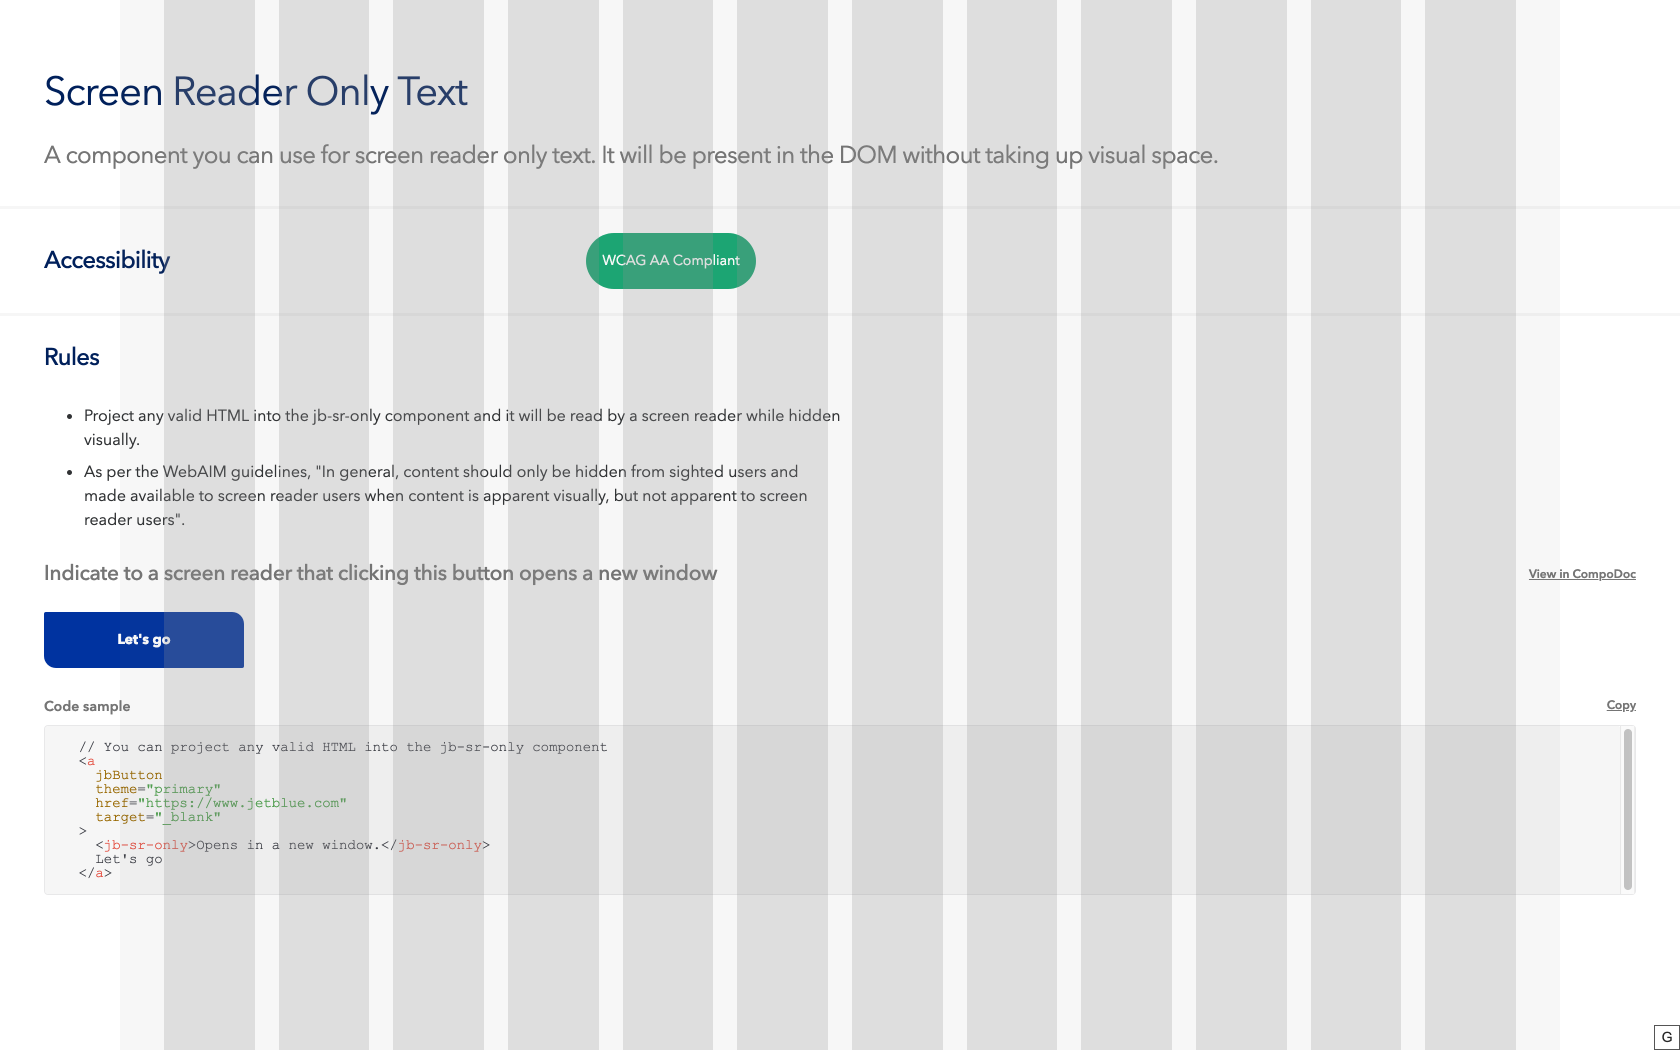 Screen Reader Only Text
A component you can use for screen reader only text. It will be present in the DOM without taking up visual space.
Accessibility
WCAG AA Compliant
Rules
• Project any valid HTML into the jb-sr-only component and it will be read by a screen reader while hidden
visually.
• As per the WebAIM guidelines, "In general, content should only be hidden from sighted users and
made available to screen reader users when content is apparent visually, but not apparent to screen
reader users".
Indicate to a screen reader that clicking this button opens a new window
View in CompoDoc
Let's go
Code sample
Copy
// You can project any valid HTML into the jb-sr-only component
<a
  jbButton
  theme="primary"
  href="https://www.jetblue.com"
  target="_blank"
>
  <jb-sr-only>Opens in a new window.</jb-sr-only>
  Let's go
</a>
G